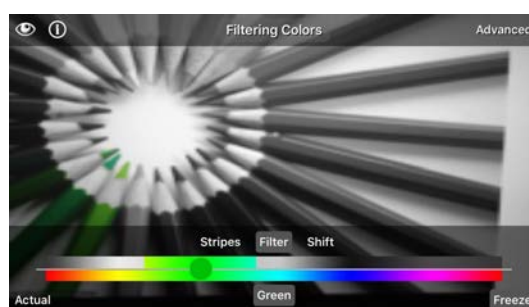 Filtering Colors
Advanced
Stripes Filter Shift
Actual Green Freeze